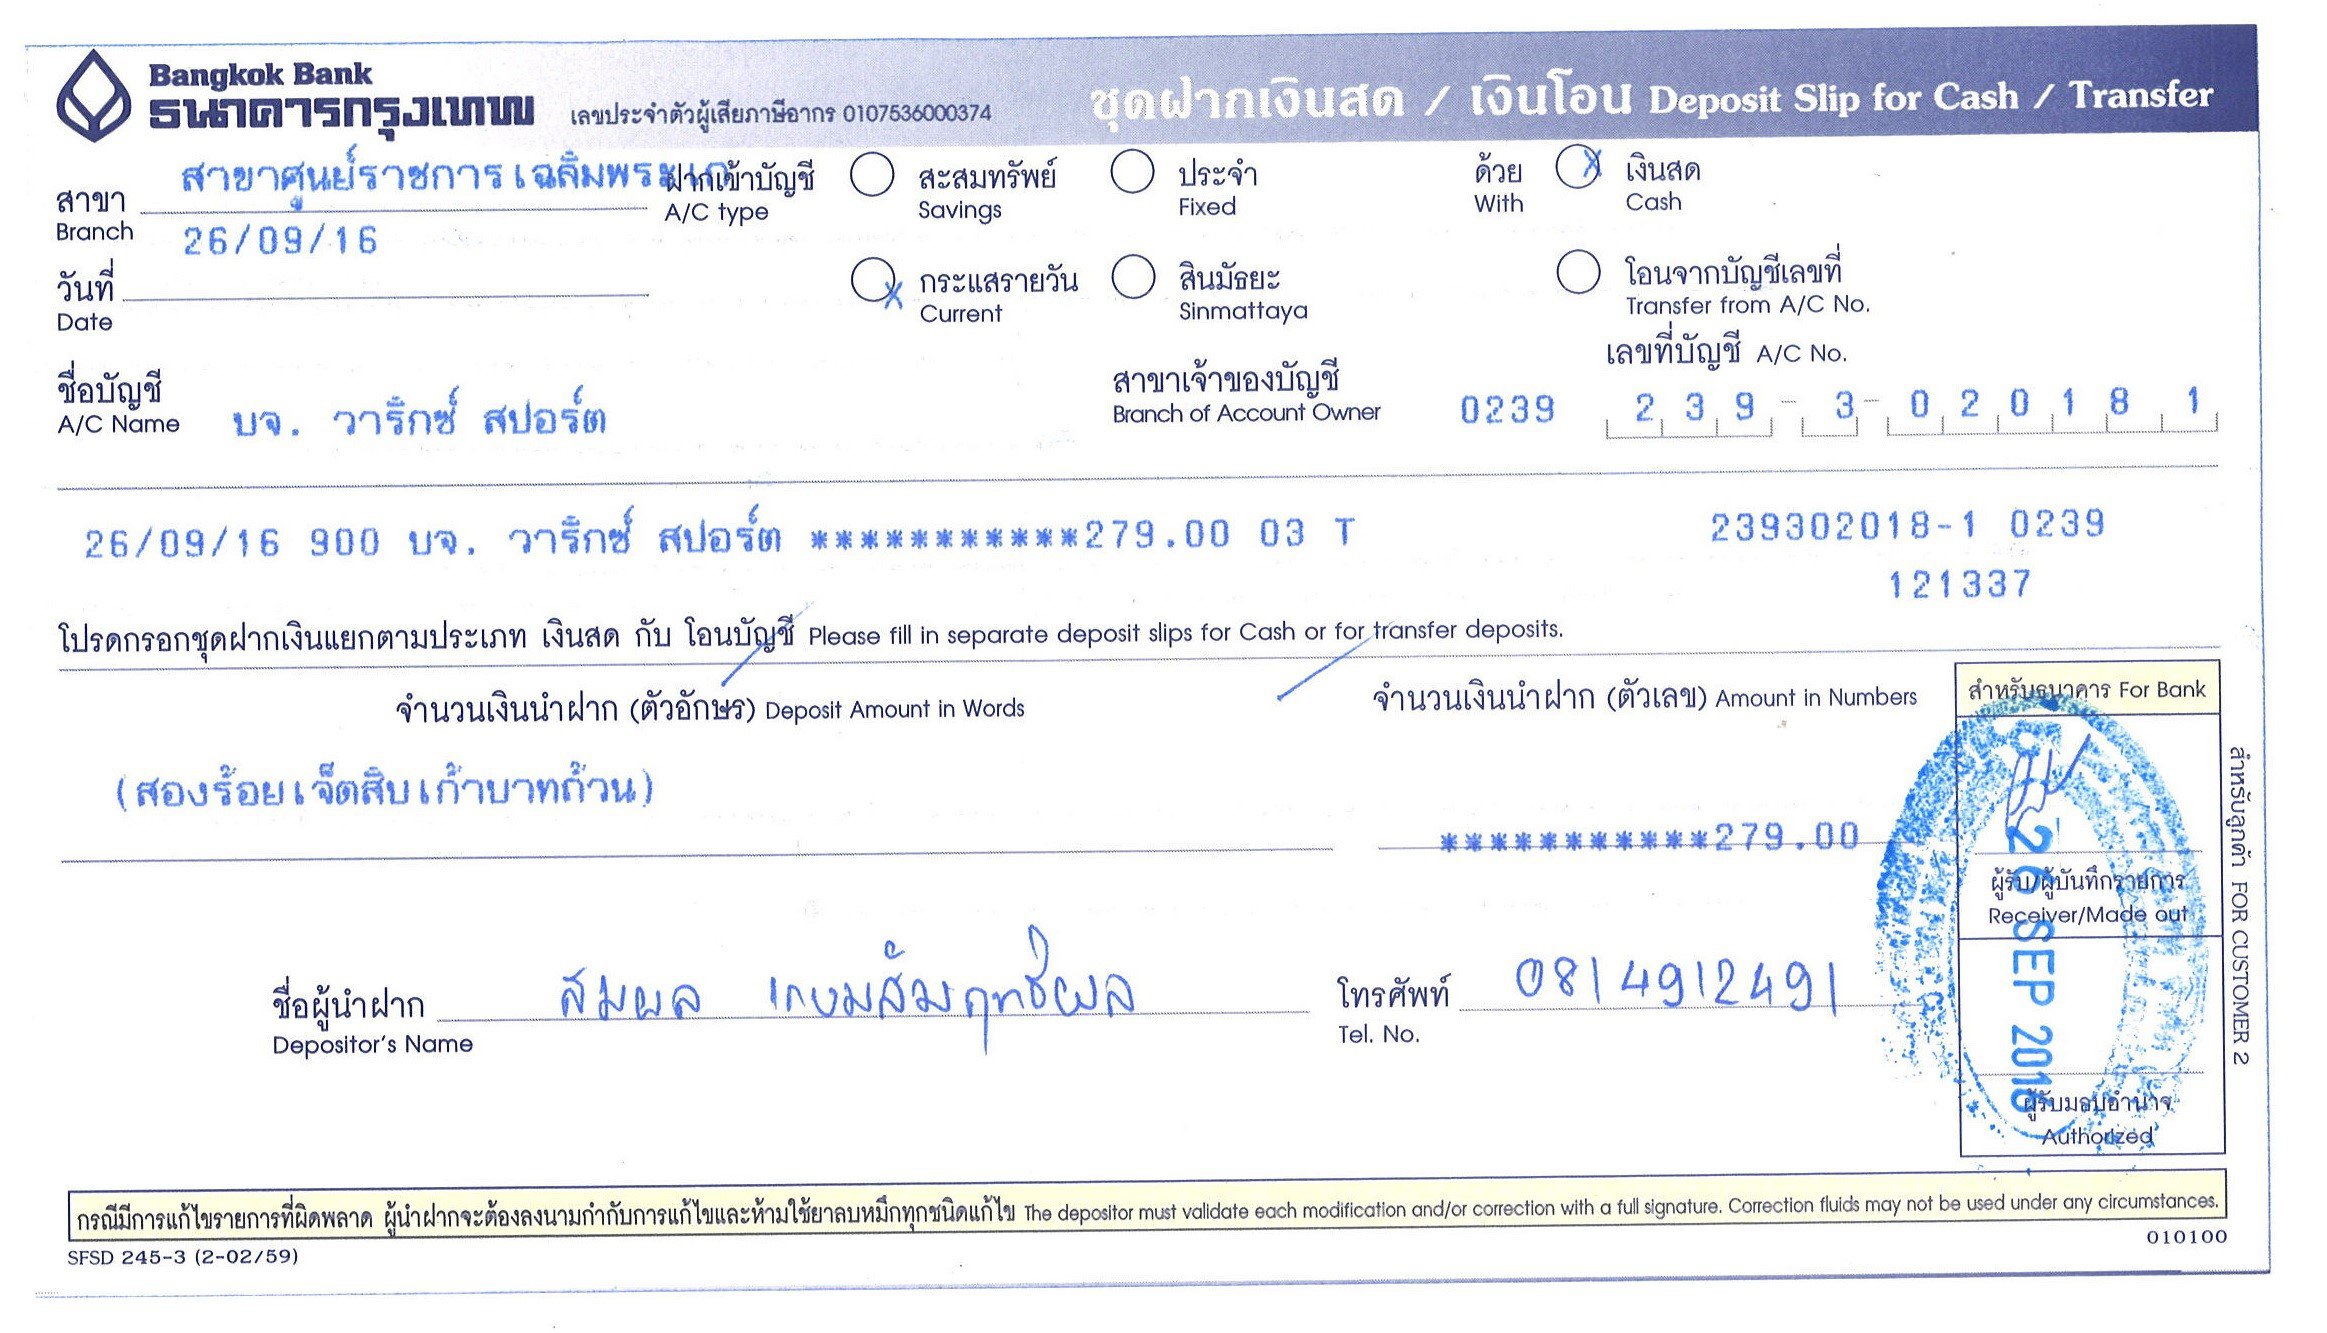 Bangkok Bank
ธนาคารกรุงเทพ
เลขประจำตัวผู้เสียภาษีอากร 0107536000374
ชุดฝากเงินสด / เงินโอน Deposit Slip for Cash / Transfer
สาขา สาขาศูนย์ราชการเฉลิมพระเก
Branch
ฝากเข้าบัญชี
A/C type
สะสมทรัพย์
Savings
ประจำ
Fixed
ด้วย
With
X เงินสด
Cash
26/09/16
วันที่
Date
X กระแสรายวัน
Current
สินมัธยะ
Sinmattaya
โอนจากบัญชีเลขที่
Transfer from A/C No.
เลขที่บัญชี A/C No.
ชื่อบัญชี
A/C Name บจ. วาริกซ์ สปอร์ต
สาขาเจ้าของบัญชี
Branch of Account Owner
0239 239-3-020181
26/09/16 900 บจ. วาริกซ์ สปอร์ต ***********279.00 03 T 239302018-1 0239
121337
โปรดกรอกชุดฝากเงินแยกตามประเภท เงินสด กับ โอนบัญชี Please fill in separate deposit slips for Cash or for transfer deposits.
จำนวนเงินนำฝาก (ตัวอักษร) Deposit Amount in Words
จำนวนเงินนำฝาก (ตัวเลข) Amount in Numbers
สำหรับธนาคาร For Bank
(สองร้อยเจ็ดสิบเก้าบาทถ้วน)
***********279.00
ผู้รับ/ผู้บันทึกรายการ
Receiver/Made out
26 SEP 2016
ชื่อผู้นำฝาก สมผล เกษมสัมฤทธิ์ผล
Depositor's Name
โทรศัพท์ 0814912491
Tel. No.
ผู้รับมอบอำนาจ
Authorized
สำหรับลูกค้า FOR CUSTOMER 2
กรณีมีการแก้ไขรายการที่ผิดพลาด ผู้นำฝากจะต้องลงนามกำกับการแก้ไขและห้ามใช้ยาลบหมึกทุกชนิดแก้ไข The depositor must validate each modification and/or correction with a full signature. Correction fluids may not be used under any circumstances.
SFSD 245-3 (2-02/59)
010100